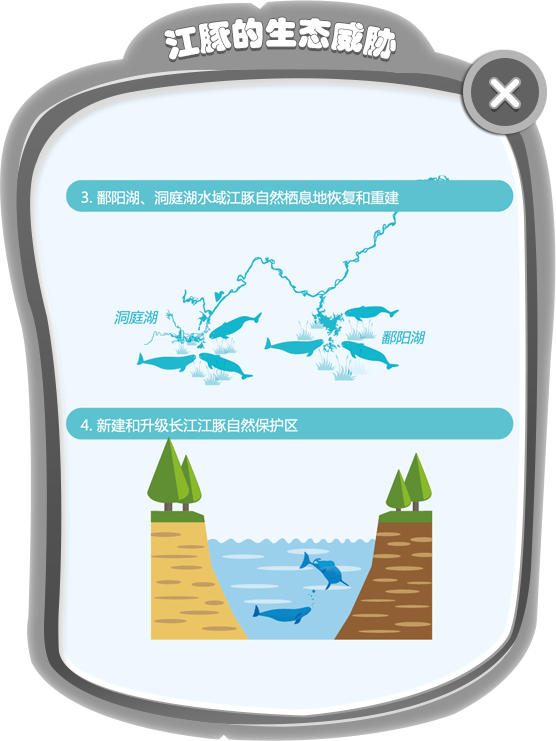 江豚的生态威胁
3. 鄱阳湖、洞庭湖水域江豚自然栖息地恢复和重建
洞庭湖
鄱阳湖
4. 新建和升级长江江豚自然保护区